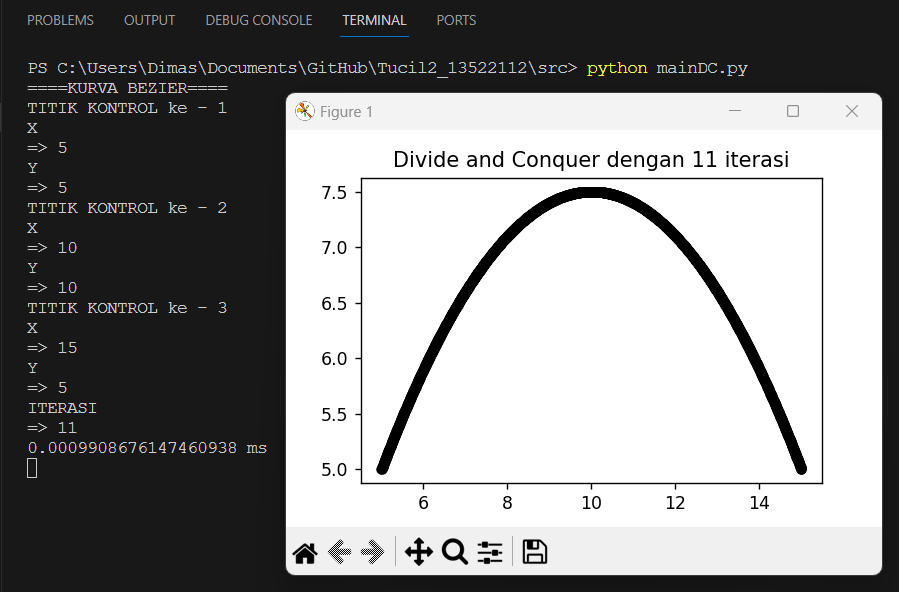 PROBLEMS OUTPUT DEBUG CONSOLE TERMINAL PORTS
PS C:\Users\Dimas\Documents\GitHub\Tucil2_13522112\src> python mainDC.py
====KURVA BEZIER====
TITIK KONTROL ke - 1
X
=> 5
Y
=> 5
TITIK KONTROL ke - 2
X
=> 10
Y
=> 10
TITIK KONTROL ke - 3
X
=> 15
Y
=> 5
ITERASI
=> 11
0.0009908676147460938 ms
Figure 1
Divide and Conquer dengan 11 iterasi
7.5
7.0
6.5
6.0
5.5
5.0
6 8 10 12 14